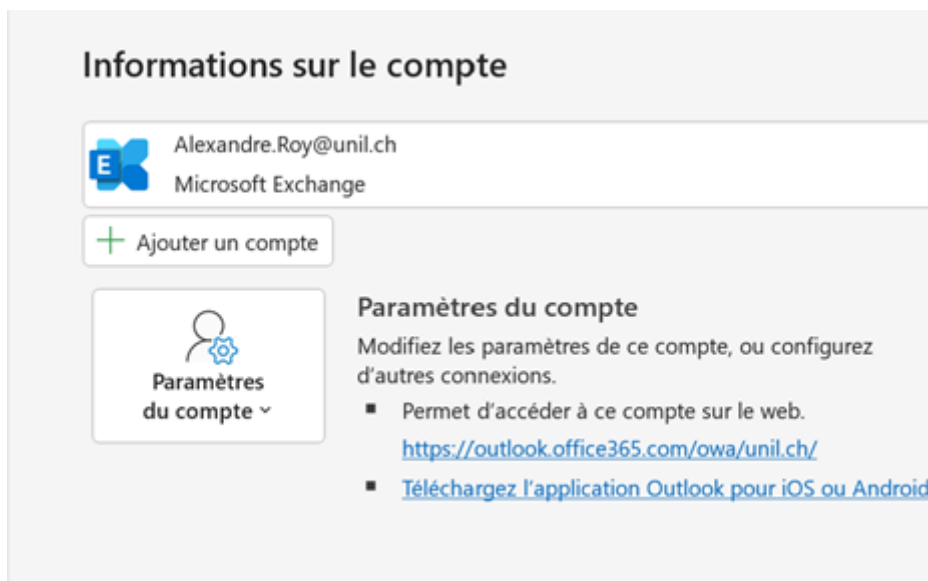 Informations sur le compte
Alexandre.Roy@unil.ch
E
Microsoft Exchange
Ajouter un compte
Paramètres du compte
Modifiez les paramètres de ce compte, ou configurez
d'autres connexions.
Paramètres
du compte
Permet d'accéder à ce compte sur le web.
https://outlook.office365.com/owa/unil.ch/
Téléchargez l'application Outlook pour iOS ou Android